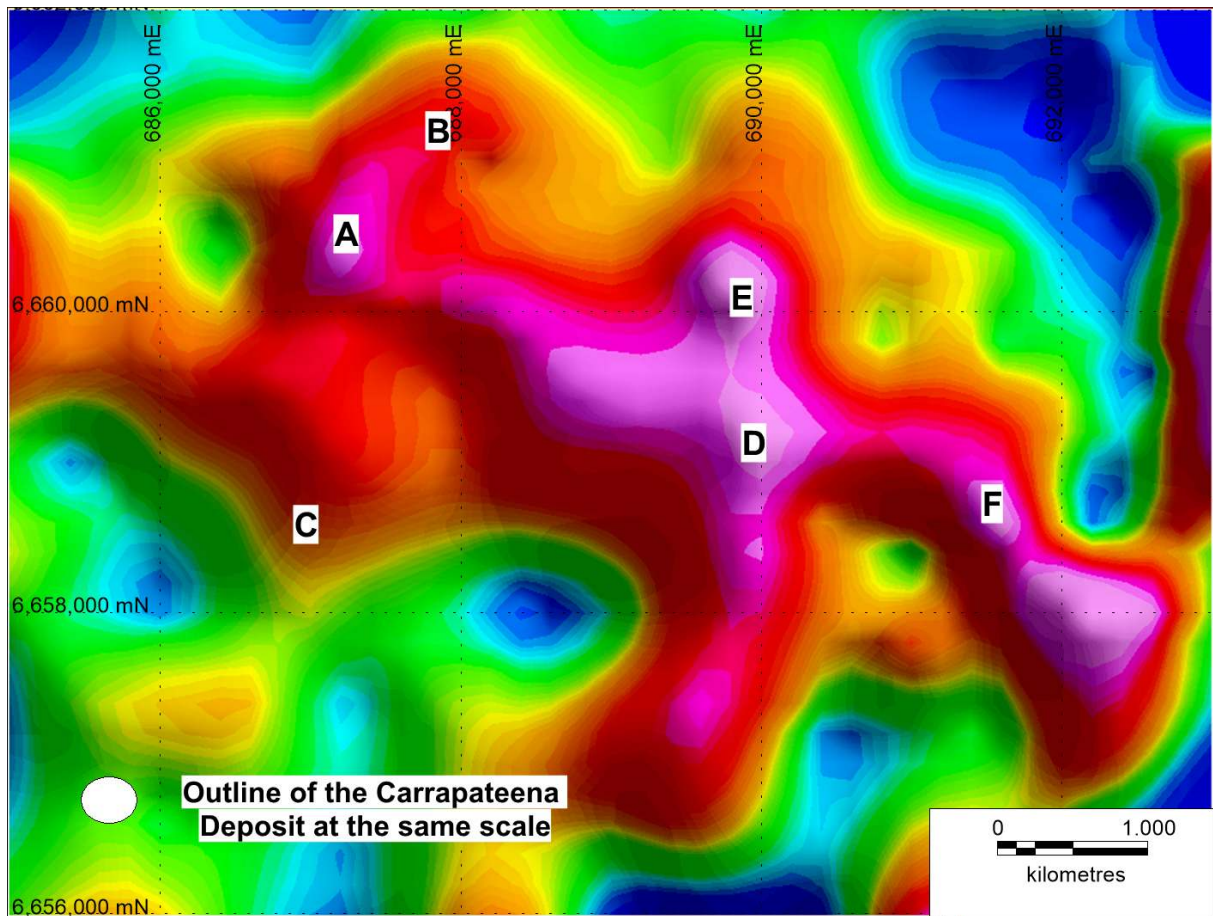 686,000 mE
688,000 mE
690,000 mE
692,000 mE
B
A
E
6,660,000 mN
D
F
C
6,658,000 mN
Outline of the Carrapateena
Deposit at the same scale
0 1.000
kilometres
6,656,000 mN